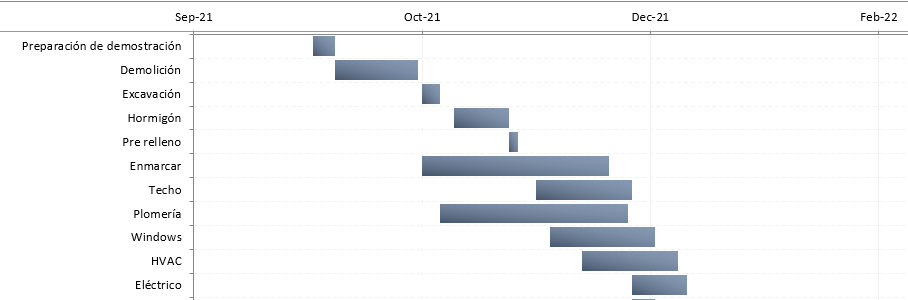 Sep-21 Oct-21 Dec-21 Feb-22
Preparación de demostración
Demolición
Excavación
Hormigón
Pre relleno
Enmarcar
Techo
Plomería
Windows
HVAC
Eléctrico